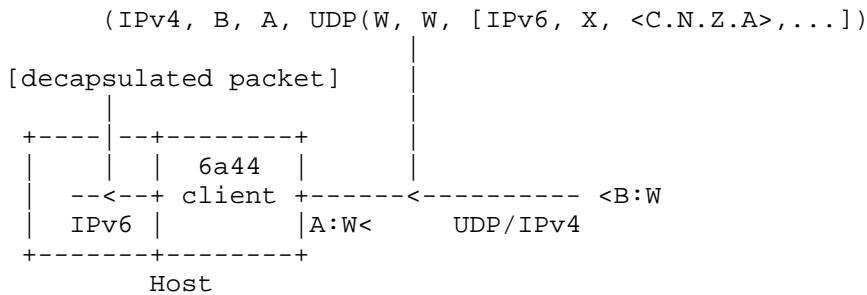 (IPv4, B, A, UDP(W, W, [IPv6, X, <C.N.Z.A>,...])
[decapsulated packet]
6a44
--<--+ client +------<---------- <B:W
IPv6 | |A:W< UDP/IPv4
Host